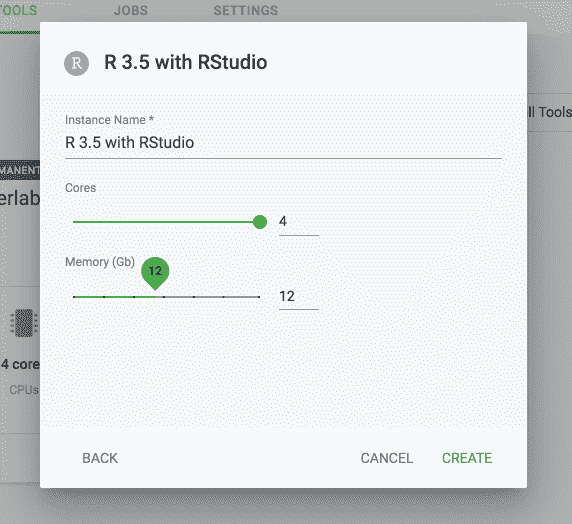 TOOLS JOBS SETTINGS
R R 3.5 with RStudio
ll Tools
Instance Name *
R 3.5 with RStudio
MANENT
erlab
Cores
4
Memory (Gb)
12
12
4 core
CPUs
BACK CANCEL CREATE